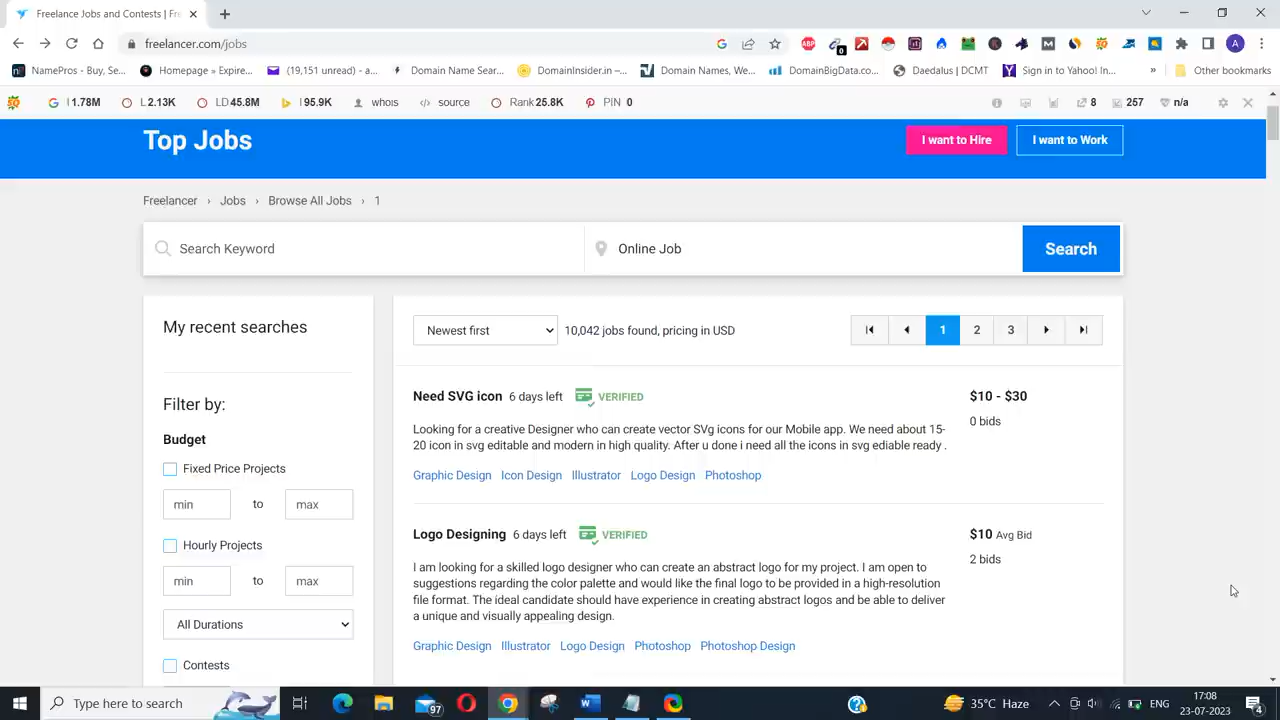 Freelance Jobs and Contests | F
freelancer.com/jobs
0
NamePros - Buy, Se...
Homepage » Expire...
(19,151 unread) - a...
Domain Name Sear...
DomainInsider.in –...
Domain Names, We...
DomainBigData.co...
Daedalus | DCMT
Sign in to Yahoo! In...
»
Other bookmarks
I 1.78M
L 2.13K
LD 45.8M
I 95.9K
whois
source
Rank 25.8K
PIN 0
8
257
n/a
Top Jobs
I want to Hire
I want to Work
Freelancer › Jobs › Browse All Jobs › 1
Search Keyword
Online Job
Search
My recent searches
Filter by:
Budget
Fixed Price Projects
min to max
Hourly Projects
min to max
All Durations
Contests
Newest first
10,042 jobs found, pricing in USD
1 2 3
Need SVG icon 6 days left VERIFIED
$10 - $30
0 bids
Looking for a creative Designer who can create vector SVg icons for our Mobile app. We need about 15-
20 icon in svg editable and modern in high quality. After u done i need all the icons in svg ediable ready .
Graphic Design Icon Design Illustrator Logo Design Photoshop
Logo Designing 6 days left VERIFIED
$10 Avg Bid
2 bids
I am looking for a skilled logo designer who can create an abstract logo for my project. I am open to
suggestions regarding the color palette and would like the final logo to be provided in a high-resolution
file format. The ideal candidate should have experience in creating abstract logos and be able to deliver
a unique and visually appealing design.
Graphic Design Illustrator Logo Design Photoshop Photoshop Design
Type here to search
97
35°C Haze
ENG
17:08
23-07-2023
4